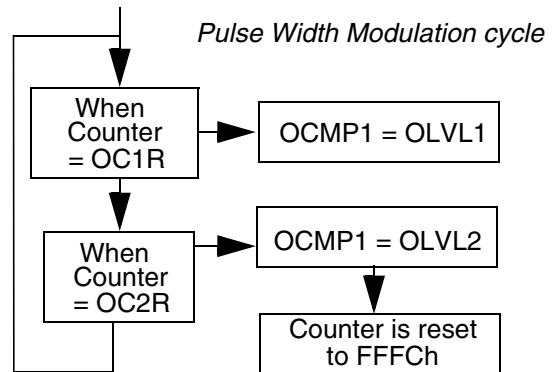 Pulse Width Modulation cycle
When
Counter
= OC1R
OCMP1 = OLVL1
When
Counter
= OC2R
OCMP1 = OLVL2
Counter is reset
to FFFCh